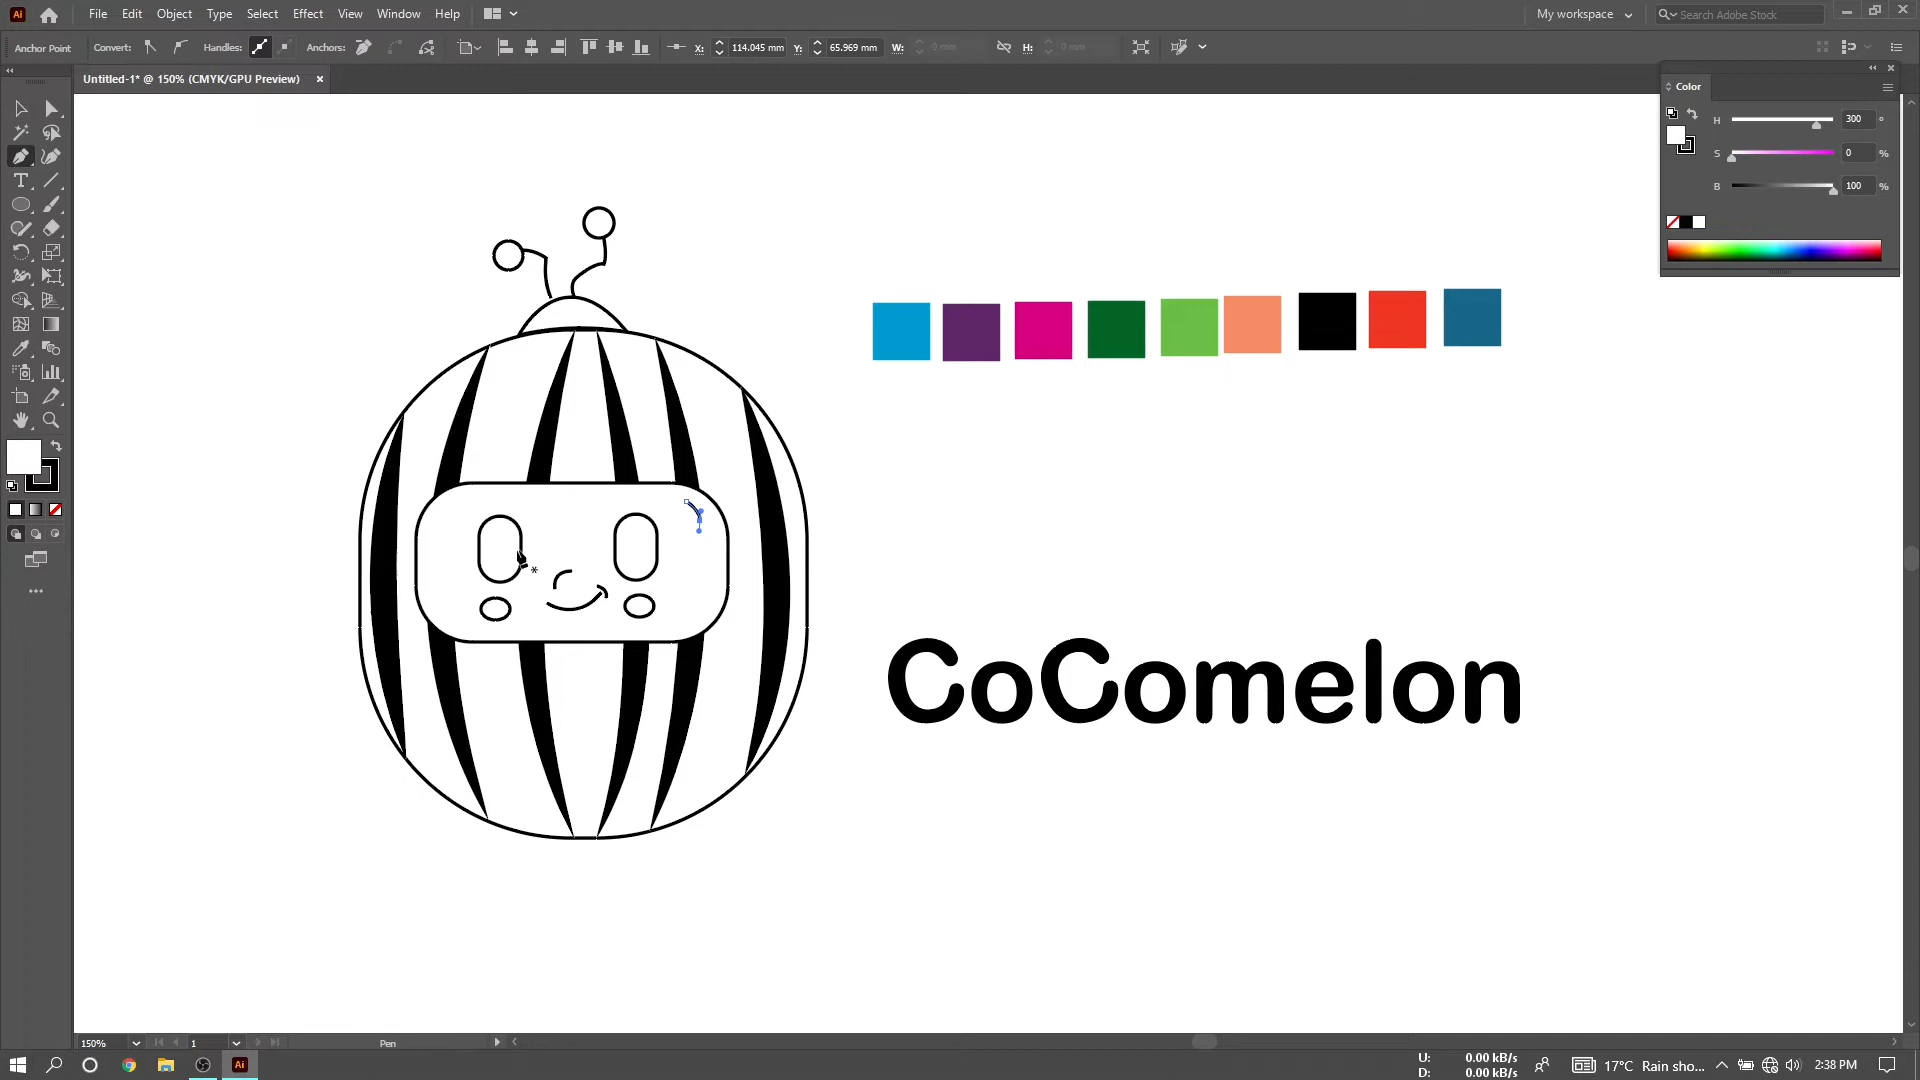 Ai File Edit Object Type Select Effect View Window Help My workspace Search Adobe Stock
Anchor Point Convert: Handles: Anchors: X: 114.045 mm Y: 65.969 mm W: 0 mm H: 0 mm
Untitled-1* @ 150% (CMYK/GPU Preview)
Color
H 300 °
S 0 %
B 100 %
CoComelon
150% 1 Pen
U: 0.00 kB/s
D: 0.00 kB/s
Ai 17°C Rain sho... 2:38 PM